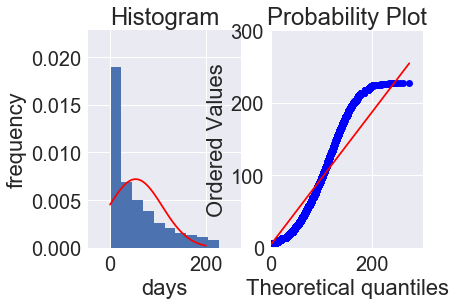 Histogram
frequency
0.020
0.015
0.010
0.005
0.000
0
200
days
Probability Plot
Ordered Values
300
200
100
0
0
200
Theoretical quantiles